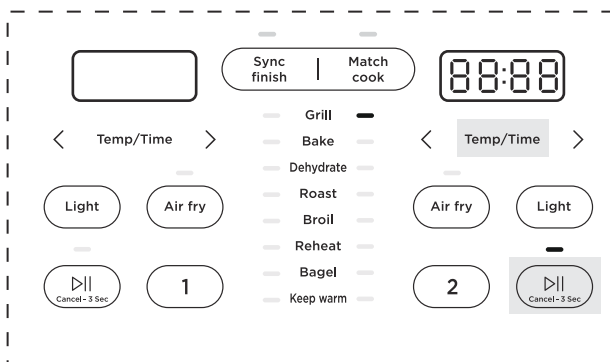 Sync finish
Match cook
88:88
Temp/Time
Temp/Time
Grill
Bake
Dehydrate
Roast
Broil
Reheat
Bagel
Keep warm
Light
Air fry
Air fry
Light
Cancel - 3 Sec
1
2
Cancel - 3 Sec